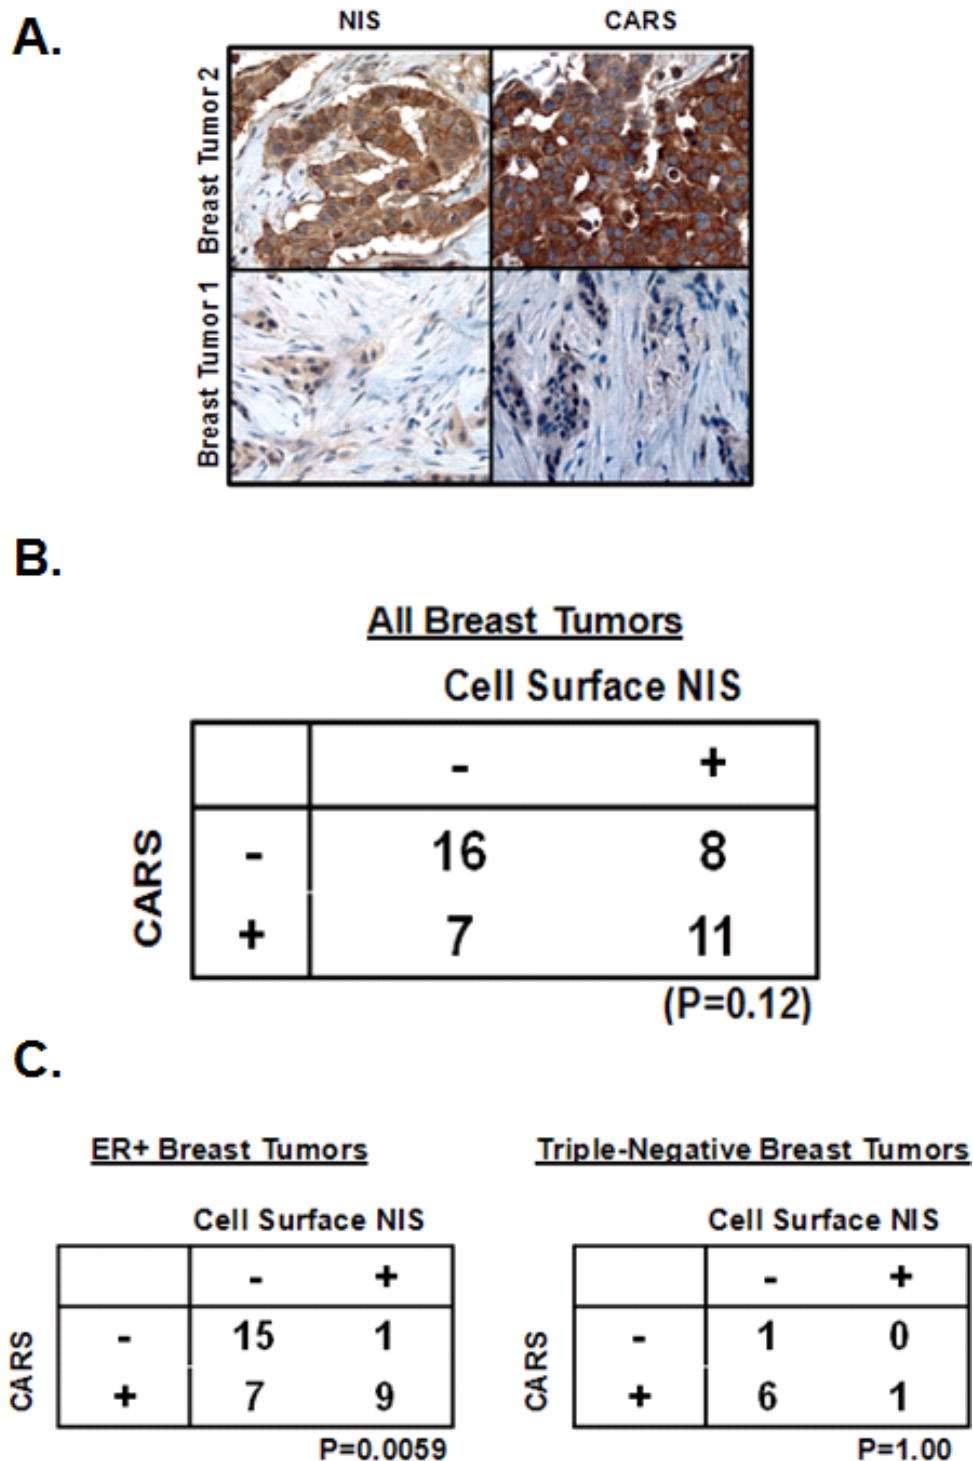 A.
NIS CARS
Breast Tumor 2
Breast Tumor 1
B.
All Breast Tumors
Cell Surface NIS
- +
CARS
- 16 8
+ 7 11
(P=0.12)
C.
ER+ Breast Tumors
Cell Surface NIS
- +
CARS
- 15 1
+ 7 9
P=0.0059
Triple-Negative Breast Tumors
Cell Surface NIS
- +
CARS
- 1 0
+ 6 1
P=1.00